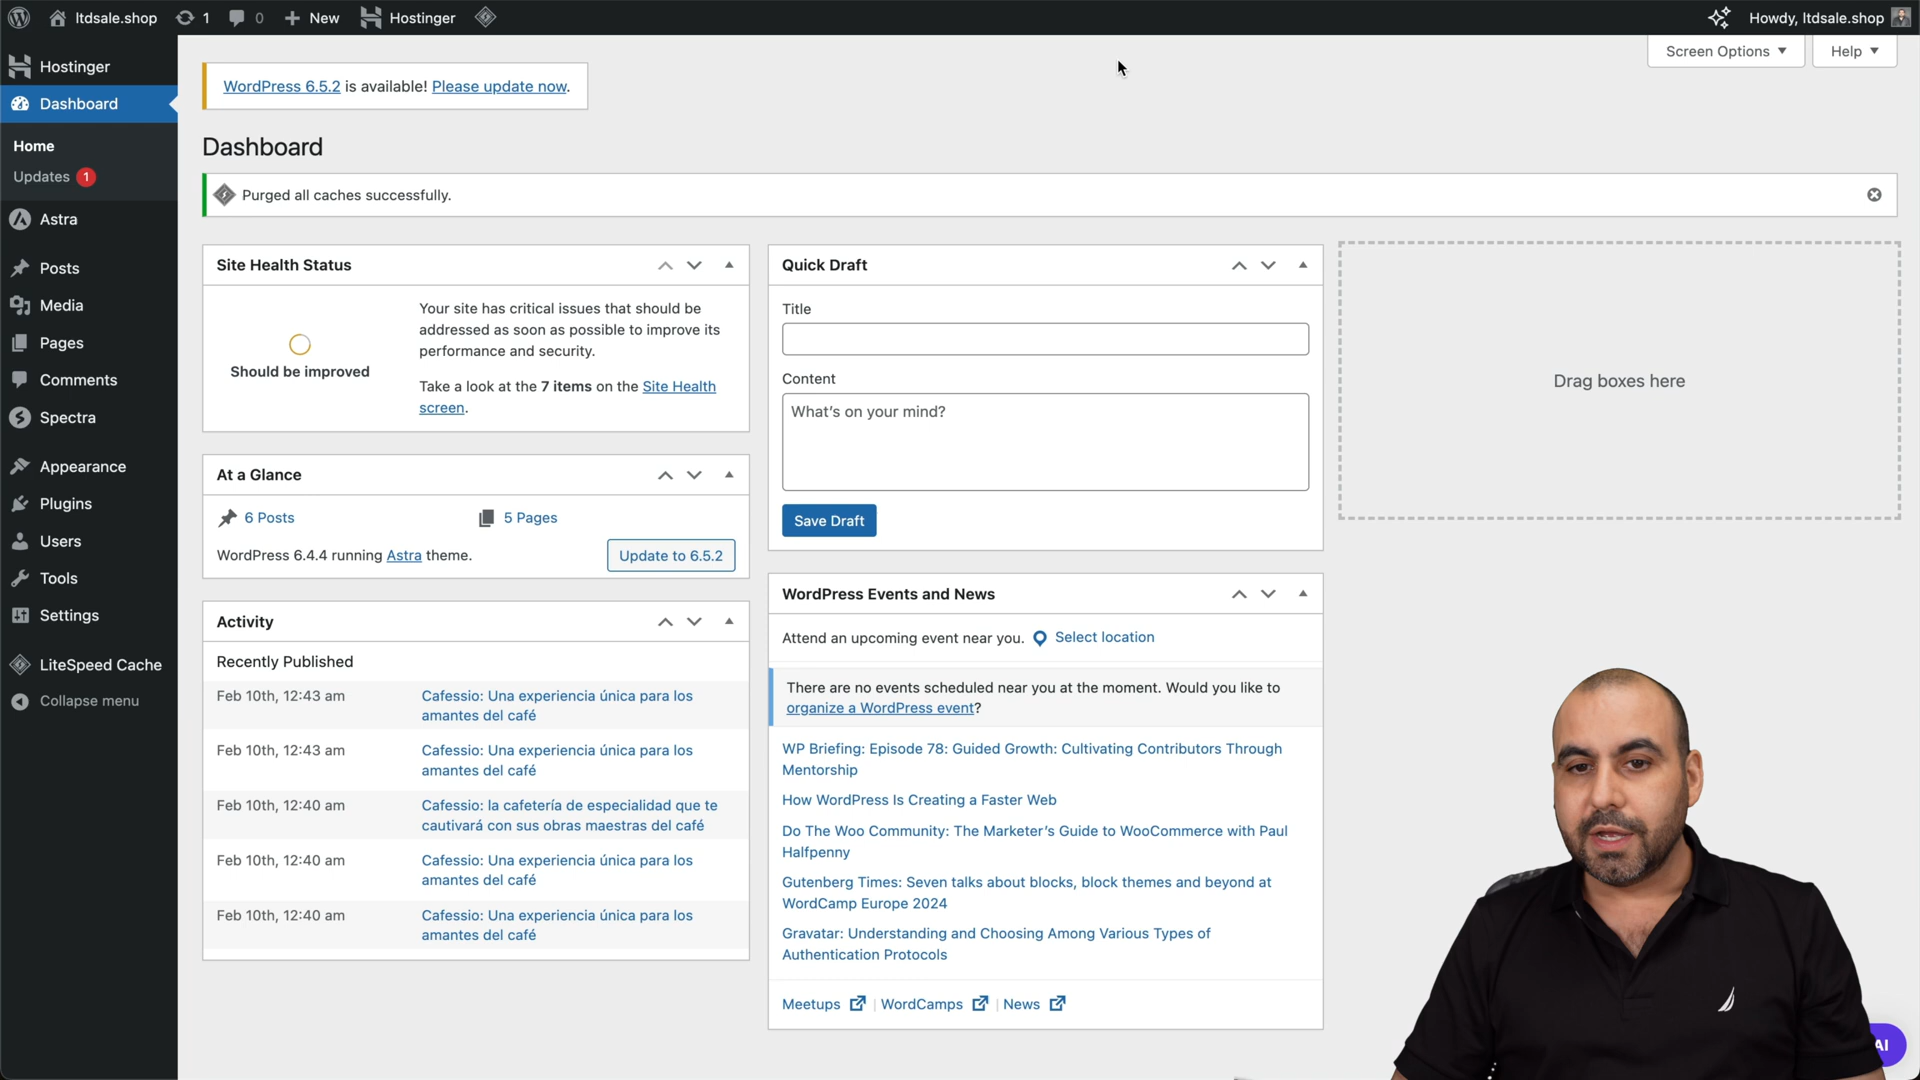 ltdsale.shop
1
0
New
Hostinger
Howdy, ltdsale.shop
Screen Options
Help
Hostinger
Dashboard
Home
Updates 1
Astra
Posts
Media
Pages
Comments
Spectra
Appearance
Plugins
Users
Tools
Settings
LiteSpeed Cache
Collapse menu
WordPress 6.5.2 is available! Please update now.
Dashboard
Purged all caches successfully.
Site Health Status
Should be improved
Your site has critical issues that should be
addressed as soon as possible to improve its
performance and security.
Take a look at the 7 items on the Site Health
screen.
At a Glance
6 Posts
5 Pages
WordPress 6.4.4 running Astra theme.
Update to 6.5.2
Activity
Recently Published
Feb 10th, 12:43 am
Cafessio: Una experiencia única para los
amantes del café
Feb 10th, 12:43 am
Cafessio: Una experiencia única para los
amantes del café
Feb 10th, 12:40 am
Cafessio: la cafetería de especialidad que te
cautivará con sus obras maestras del café
Feb 10th, 12:40 am
Cafessio: Una experiencia única para los
amantes del café
Feb 10th, 12:40 am
Cafessio: Una experiencia única para los
amantes del café
Quick Draft
Title
Content
What's on your mind?
Save Draft
WordPress Events and News
Attend an upcoming event near you.
Select location
There are no events scheduled near you at the moment. Would you like to
organize a WordPress event?
WP Briefing: Episode 78: Guided Growth: Cultivating Contributors Through
Mentorship
How WordPress Is Creating a Faster Web
Do The Woo Community: The Marketer's Guide to WooCommerce with Paul
Halfpenny
Gutenberg Times: Seven talks about blocks, block themes and beyond at
WordCamp Europe 2024
Gravatar: Understanding and Choosing Among Various Types of
Authentication Protocols
Meetups | WordCamps | News
Drag boxes here
AI